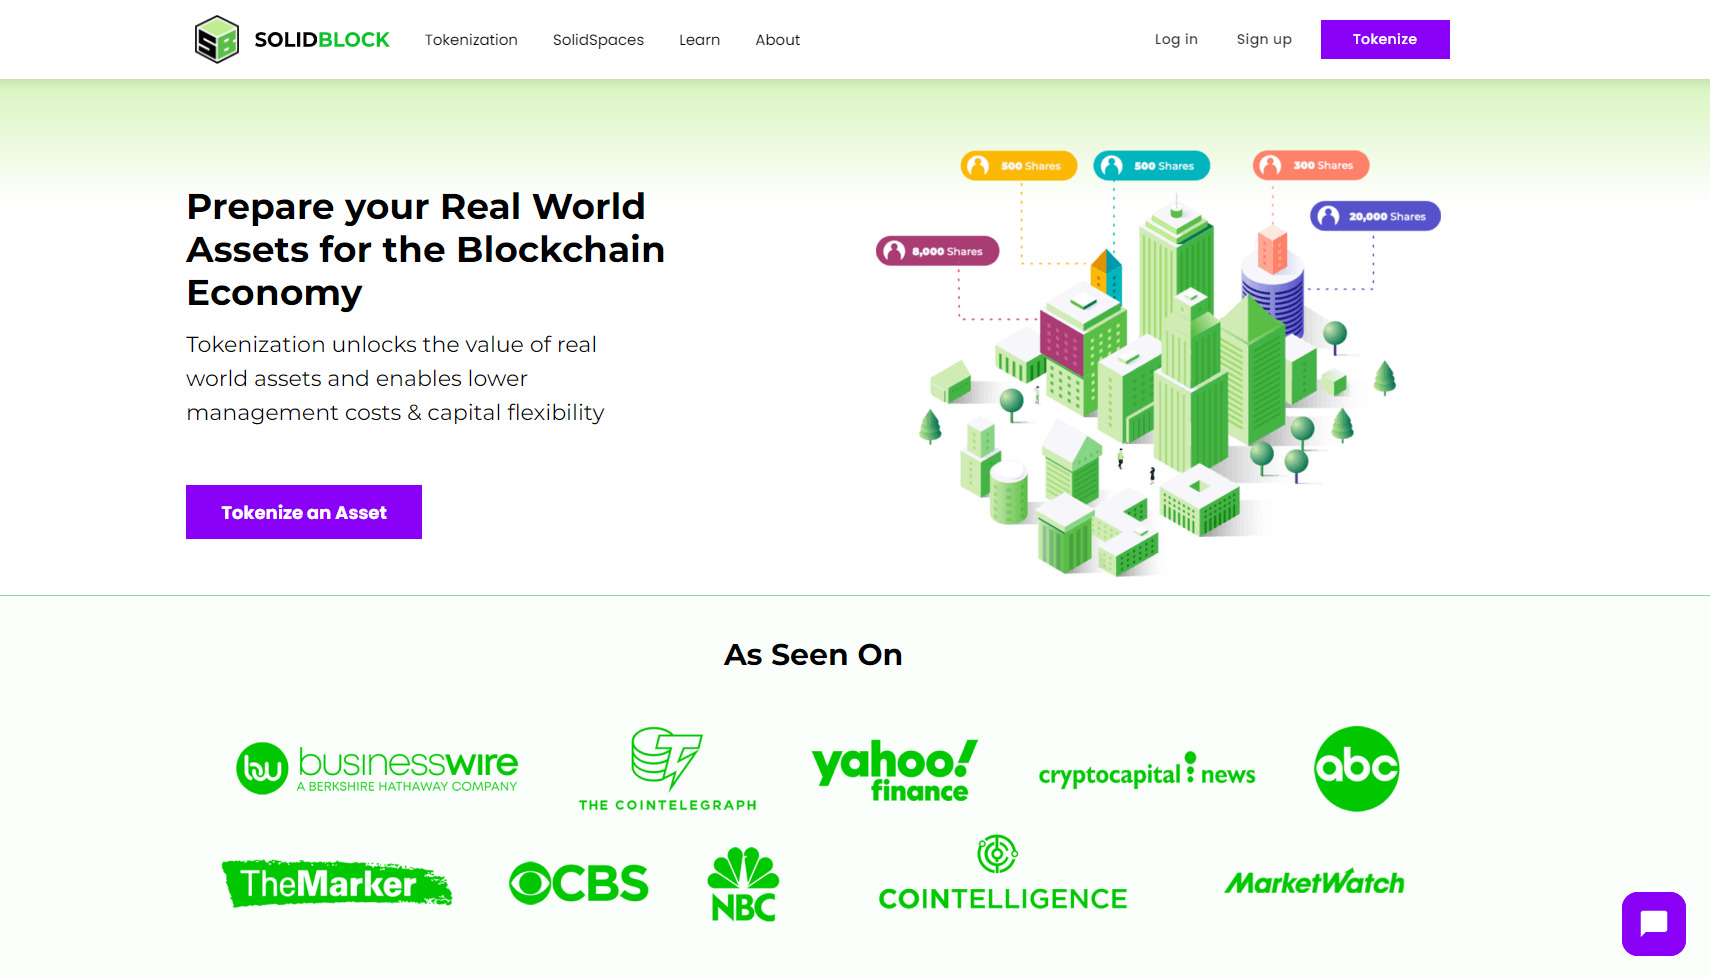 SOLIDBLOCK
Tokenization
SolidSpaces
Learn
About
Log in
Sign up
Tokenize
Prepare your Real World
Assets for the Blockchain
Economy
Tokenization unlocks the value of real
world assets and enables lower
management costs & capital flexibility
Tokenize an Asset
500 Shares
500 Shares
300 Shares
20,000 Shares
8,000 Shares
As Seen On
businesswire
A BERKSHIRE HATHAWAY COMPANY
THE COINTELEGRAPH
yahoo!
finance
cryptocapital news
abc
TheMarker
CBS
NBC
COINTELLIGENCE
MarketWatch